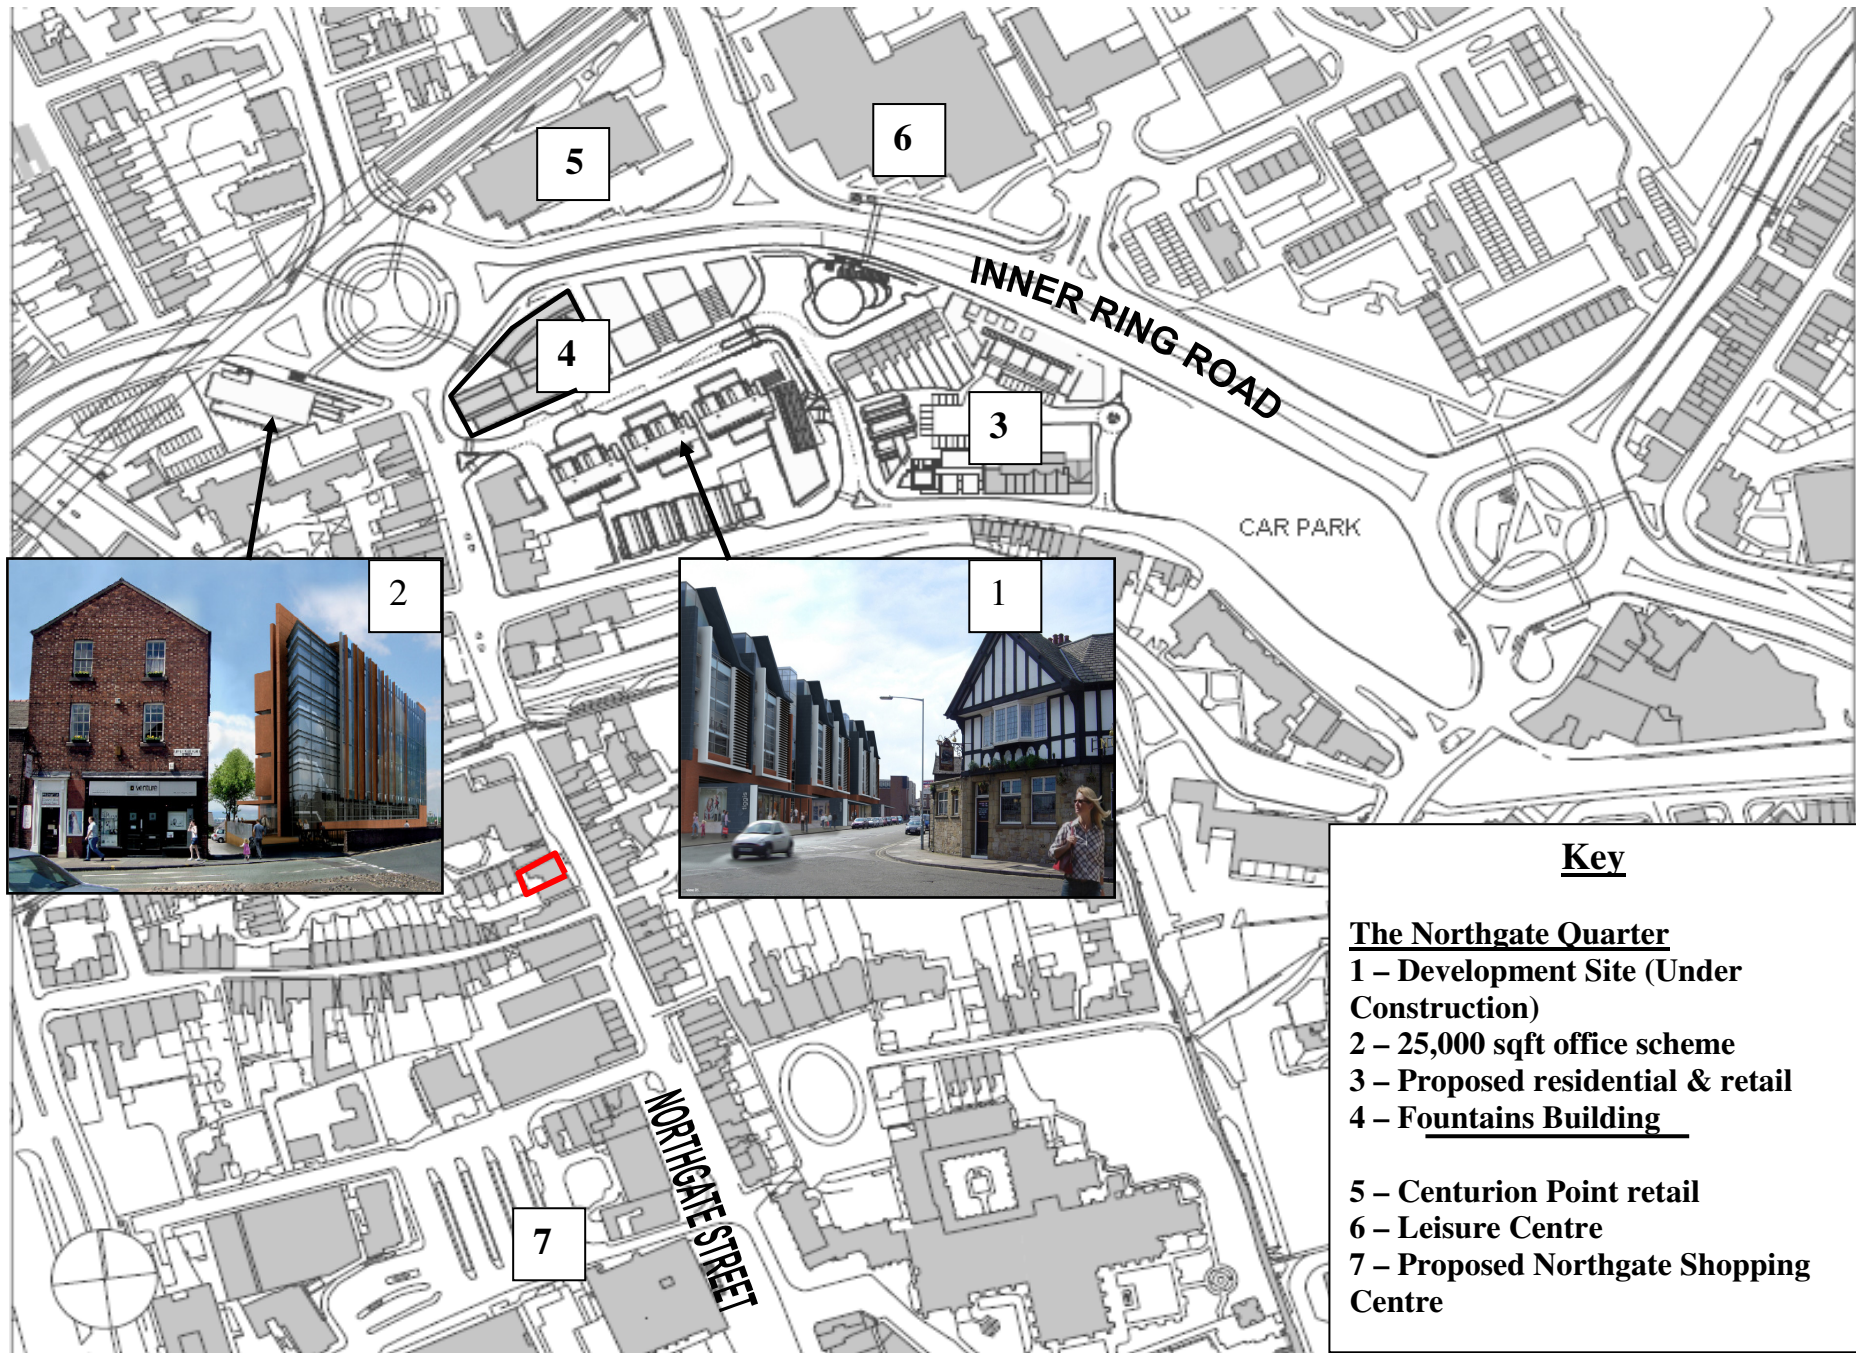 5
6
INNER RING ROAD
4
3
CAR PARK
2
1
venture
NORTHGATE STREET
7
Key
The Northgate Quarter
1 – Development Site (Under
Construction)
2 – 25,000 sqft office scheme
3 – Proposed residential & retail
4 – Fountains Building
5 – Centurion Point retail
6 – Leisure Centre
7 – Proposed Northgate Shopping
Centre